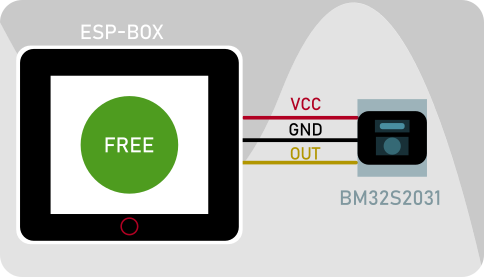 ESP-BOX
FREE
VCC
GND
OUT
BM32S2031